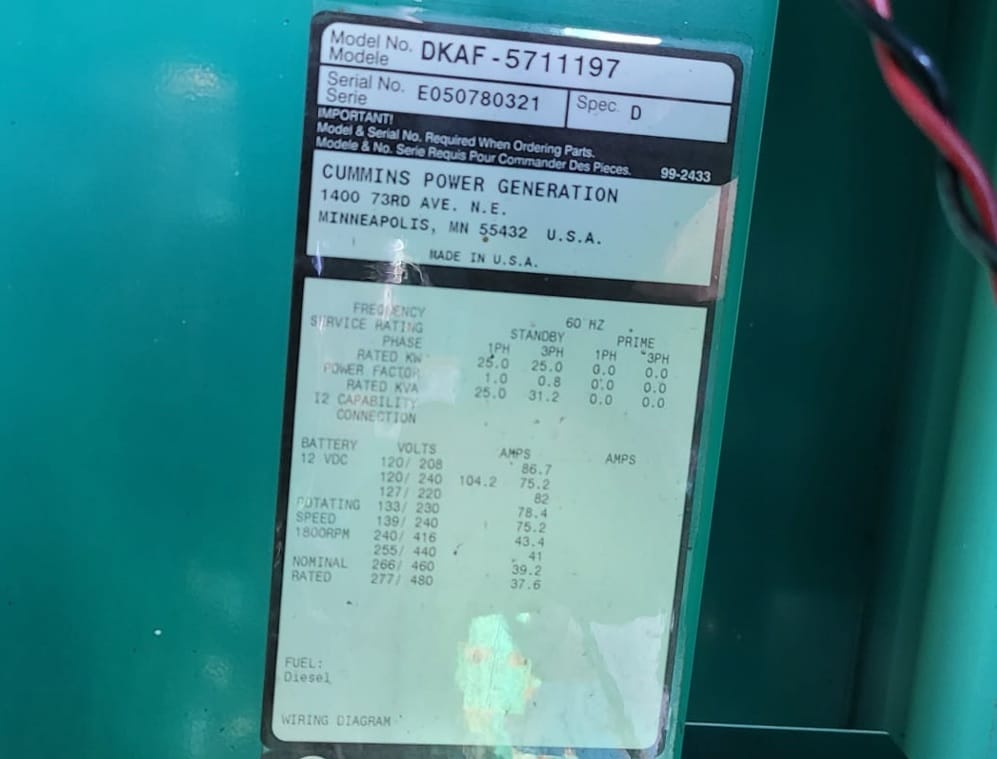 Model No. DKAF-5711197
Modele
Serial No. E050780321 Spec. D
Serie
IMPORTANT!
Model & Serial No. Required When Ordering Parts.
Modele & No. Serie Requis Pour Commander Des Pieces. 99-2433
CUMMINS POWER GENERATION
1400 73RD AVE. N.E.
MINNEAPOLIS, MN 55432 U.S.A.
MADE IN U.S.A.
FREQUENCY 60 HZ
SERVICE RATING STANDBY PRIME
PHASE 1PH 3PH 1PH 3PH
RATED KW 25.0 25.0 0.0 0.0
POWER FACTOR 1.0 0.8 0.0 0.0
RATED KVA 25.0 31.2 0.0 0.0
I2 CAPABILITY
CONNECTION
BATTERY VOLTS AMPS AMPS
12 VDC 120/ 208 86.7
120/ 240 104.2 75.2
127/ 220 82
ROTATING 133/ 230 78.4
SPEED 139/ 240 75.2
1800RPM 240/ 416 43.4
255/ 440 41
NOMINAL 266/ 460 39.2
RATED 277/ 480 37.6
FUEL:
Diesel
WIRING DIAGRAM